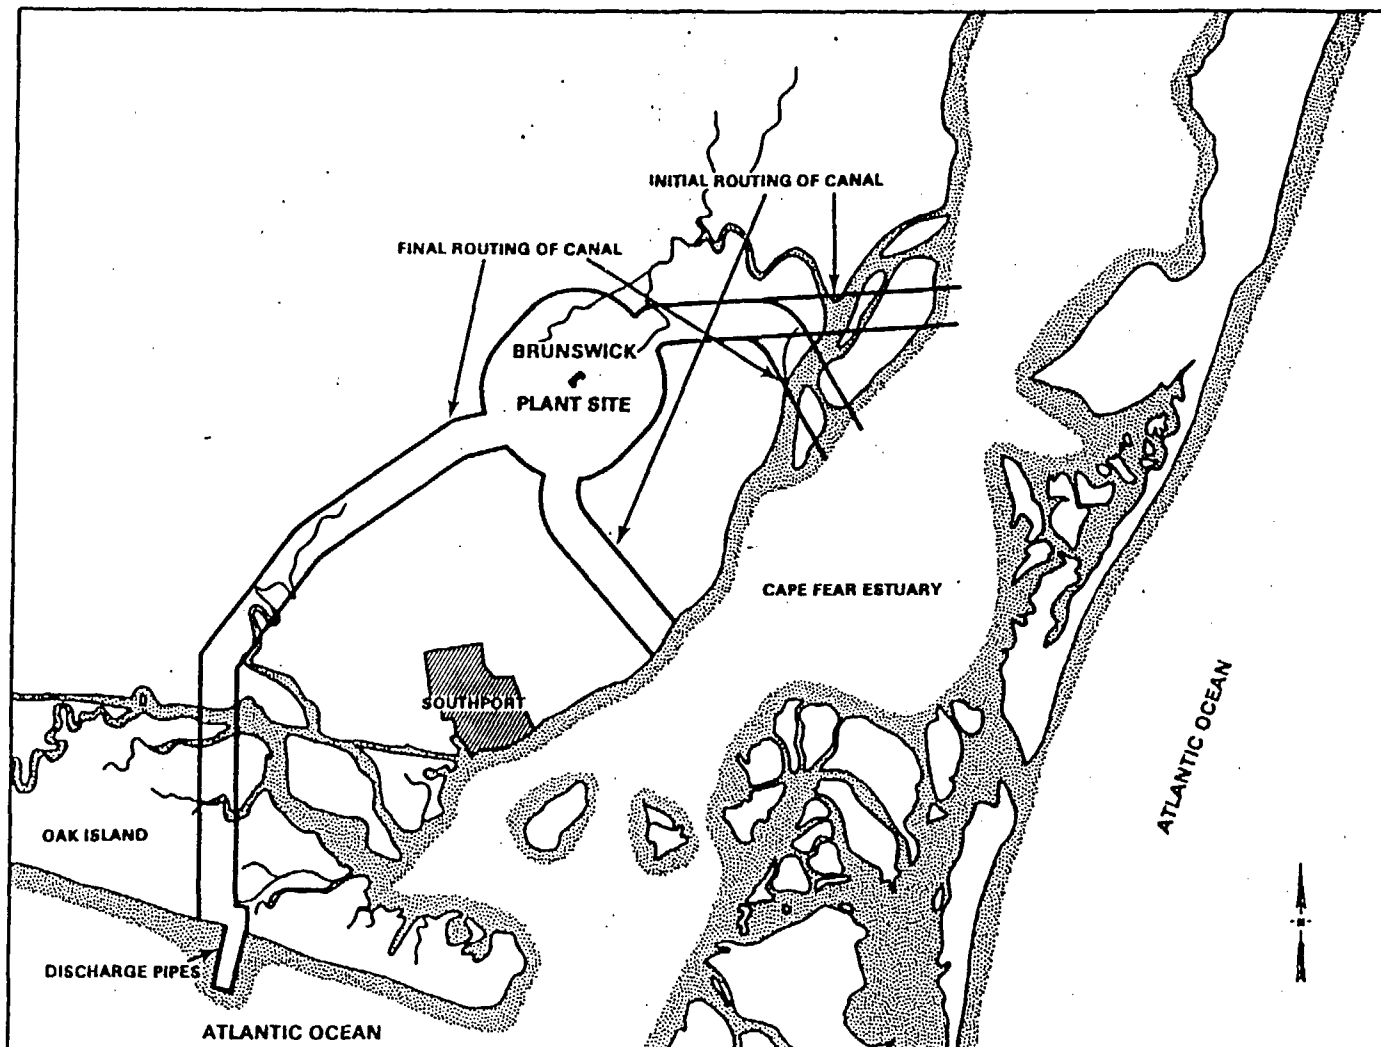 INITIAL ROUTING OF CANAL
FINAL ROUTING OF CANAL
BRUNSWICK
PLANT SITE
CAPE FEAR ESTUARY
SOUTHPORT
ATLANTIC OCEAN
OAK ISLAND
N
DISCHARGE PIPES
ATLANTIC OCEAN